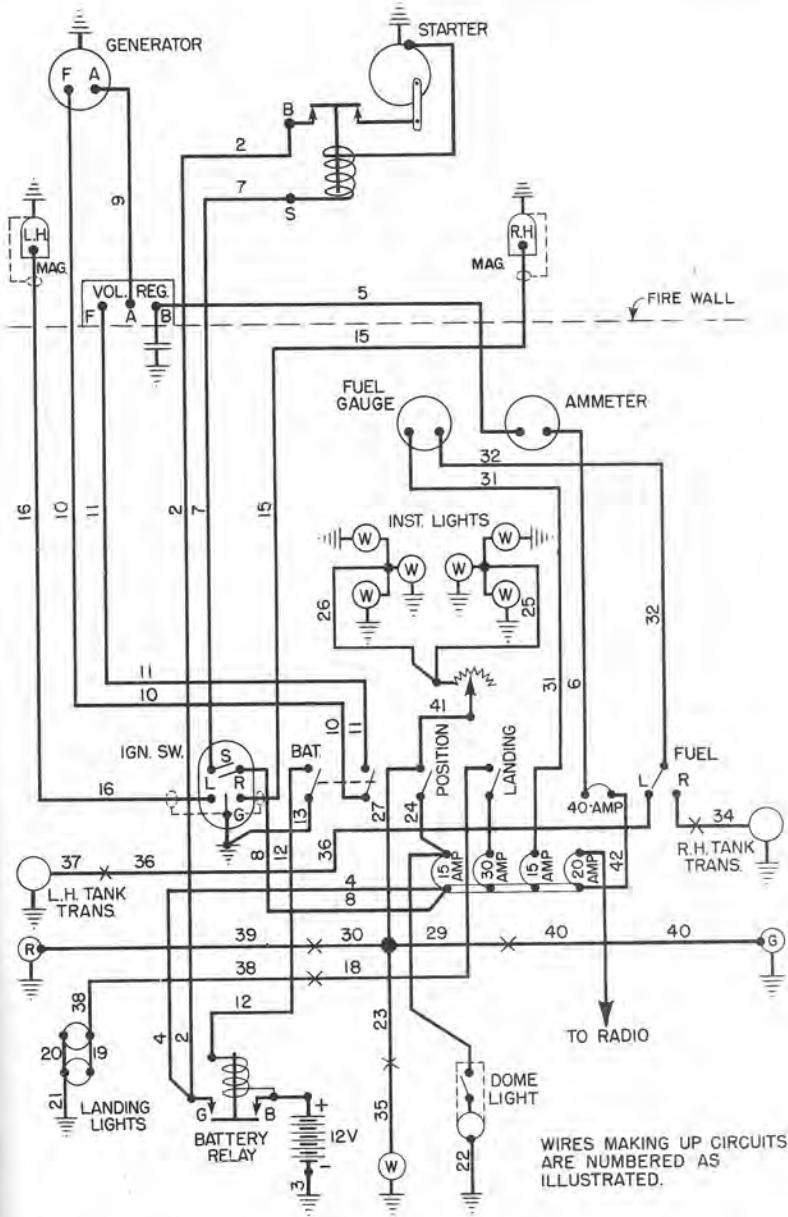 GENERATOR
STARTER
F A
B
2
7
S
9
L.H.
MAG.
R.H.
MAG.
VOL. REG.
F A B
5
FIRE WALL
15
FUEL
GAUGE
AMMETER
32
31
16
10
11
2
7
15
INST. LIGHTS
W
W
W
W
W
W
26
25
32
31
6
11
10
41
10
11
IGN. SW.
S
L R
G
BAT.
POSITION
LANDING
FUEL
L R
16
13
27
24
40 AMP
34
8
12
36
15 AMP
30 AMP
15 AMP
20 AMP
42
R.H. TANK
TRANS.
37
36
L.H. TANK
TRANS.
4
8
R
39
30
29
40
40
G
38
18
38
12
23
TO RADIO
4
2
20
19
21
LANDING
LIGHTS
G B
BATTERY
RELAY
+
12V
-
3
35
W
DOME
LIGHT
22
WIRES MAKING UP CIRCUITS
ARE NUMBERED AS
ILLUSTRATED.